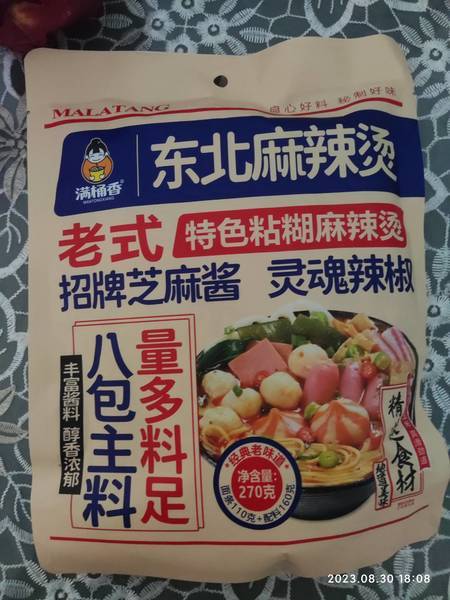 MALATANG
良心好料 秘制好味
满桶香
MANTONGXIANG
东北麻辣烫
老式
特色粘糊麻辣烫
招牌芝麻酱 灵魂辣椒
量多料足
八包主料
丰富酱料 醇香浓郁
经典老味道
净含量:
270克
面条110克+配料160克
精选食材
2023.08.30 18:08